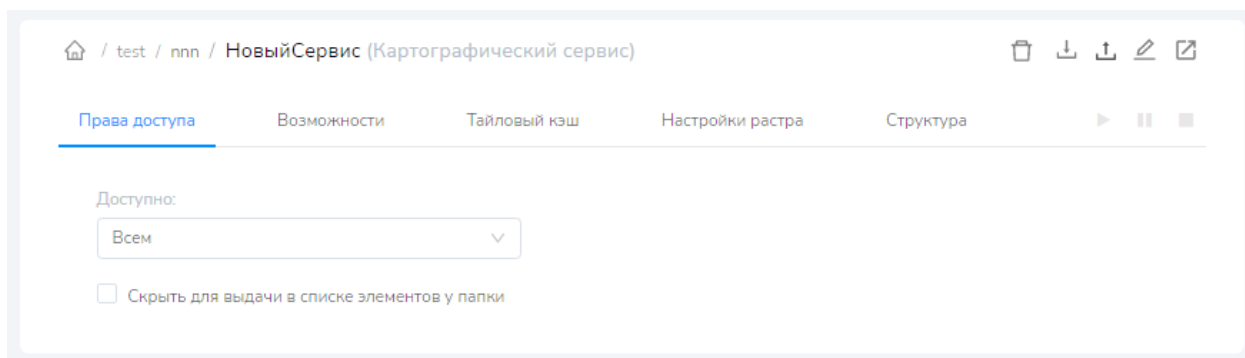 / test / nnn / НовыйСервис (Картографический сервис)
Права доступа Возможности Тайловый кэш Настройки растра Структура
Доступно:
Всем
Скрыть для выдачи в списке элементов у папки